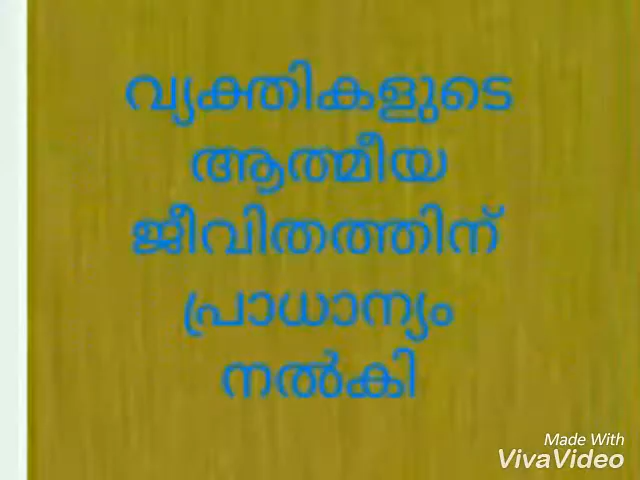 വ്യക്തികളുടെ
ആത്മീയ
ജീവിതത്തിന്
പ്രാധാന്യം
നൽകി
Made With
VivaVideo